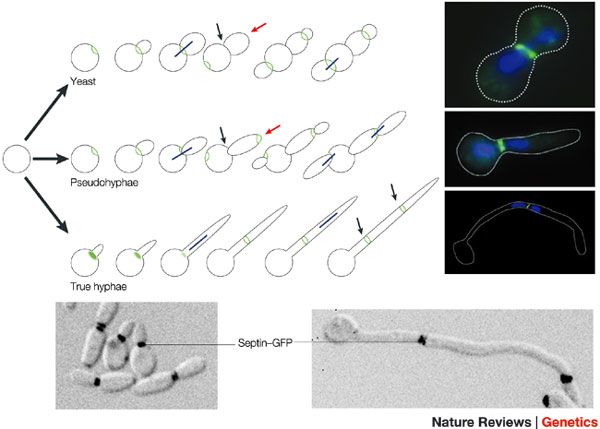 Yeast
Pseudohyphae
True hyphae
Septin–GFP
Nature Reviews | Genetics